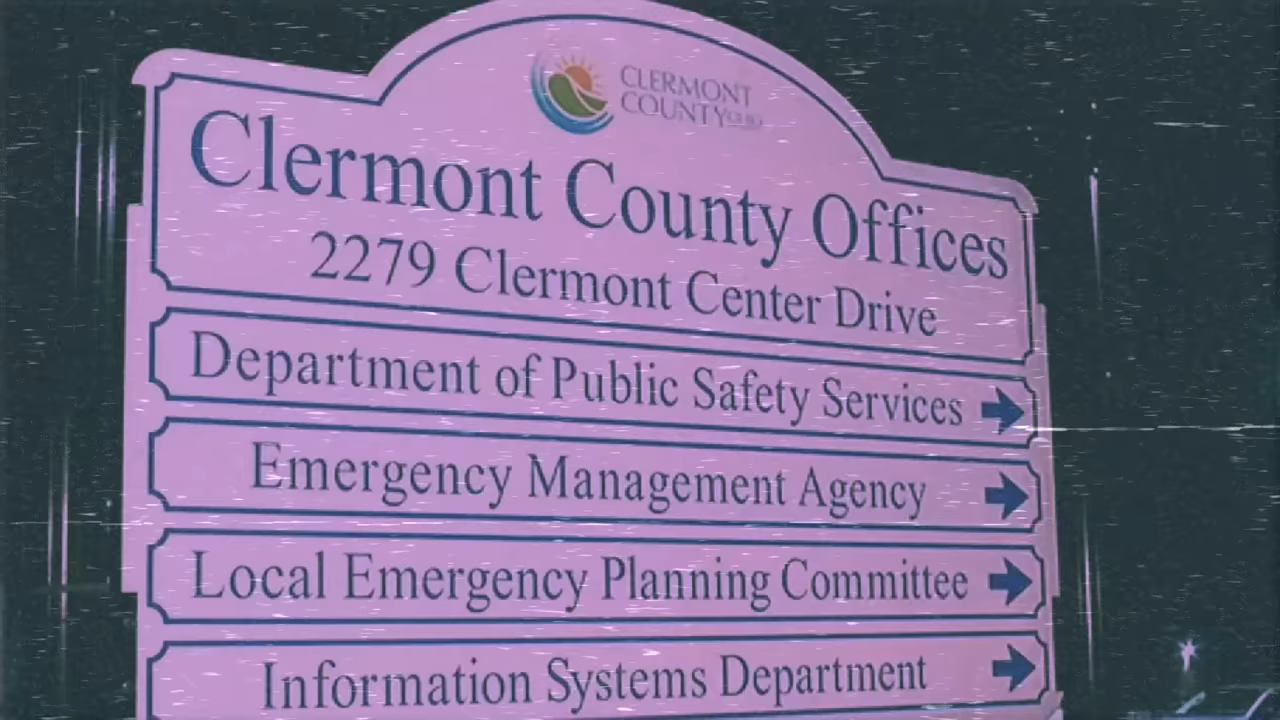 CLERMONT
COUNTY
Clermont County Offices
2279 Clermont Center Drive
Department of Public Safety Services
Emergency Management Agency
Local Emergency Planning Committee
Information Systems Department